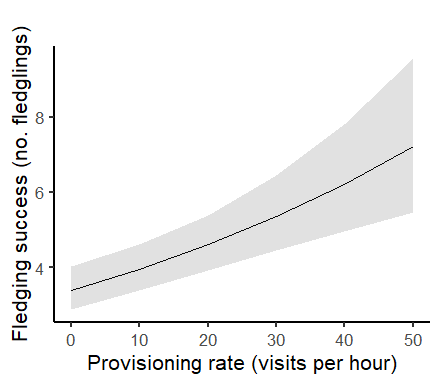 Fledging success (no. fledglings)
8
6
4
0 10 20 30 40 50
Provisioning rate (visits per hour)